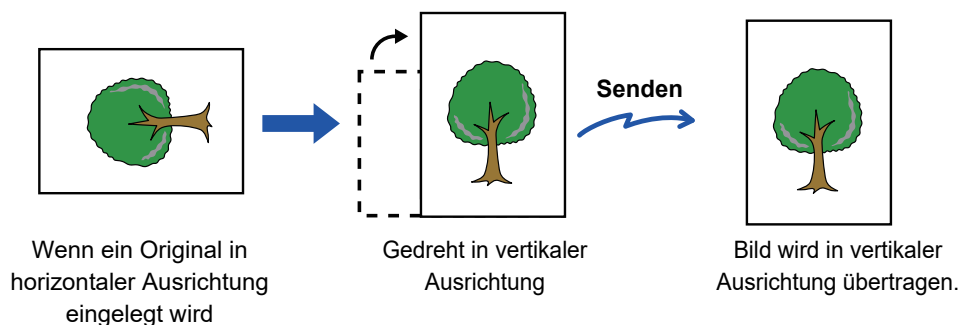 Senden
Wenn ein Original in
horizontaler Ausrichtung
eingelegt wird
Gedreht in vertikaler
Ausrichtung
Bild wird in vertikaler
Ausrichtung übertragen.